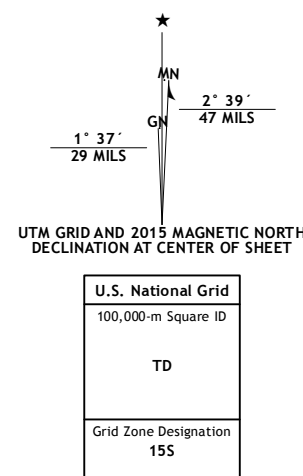 ★
MN
GN
2° 39´
47 MILS
1° 37´
29 MILS
UTM GRID AND 2015 MAGNETIC NORTH
DECLINATION AT CENTER OF SHEET
U.S. National Grid
100,000-m Square ID
TD
Grid Zone Designation
15S